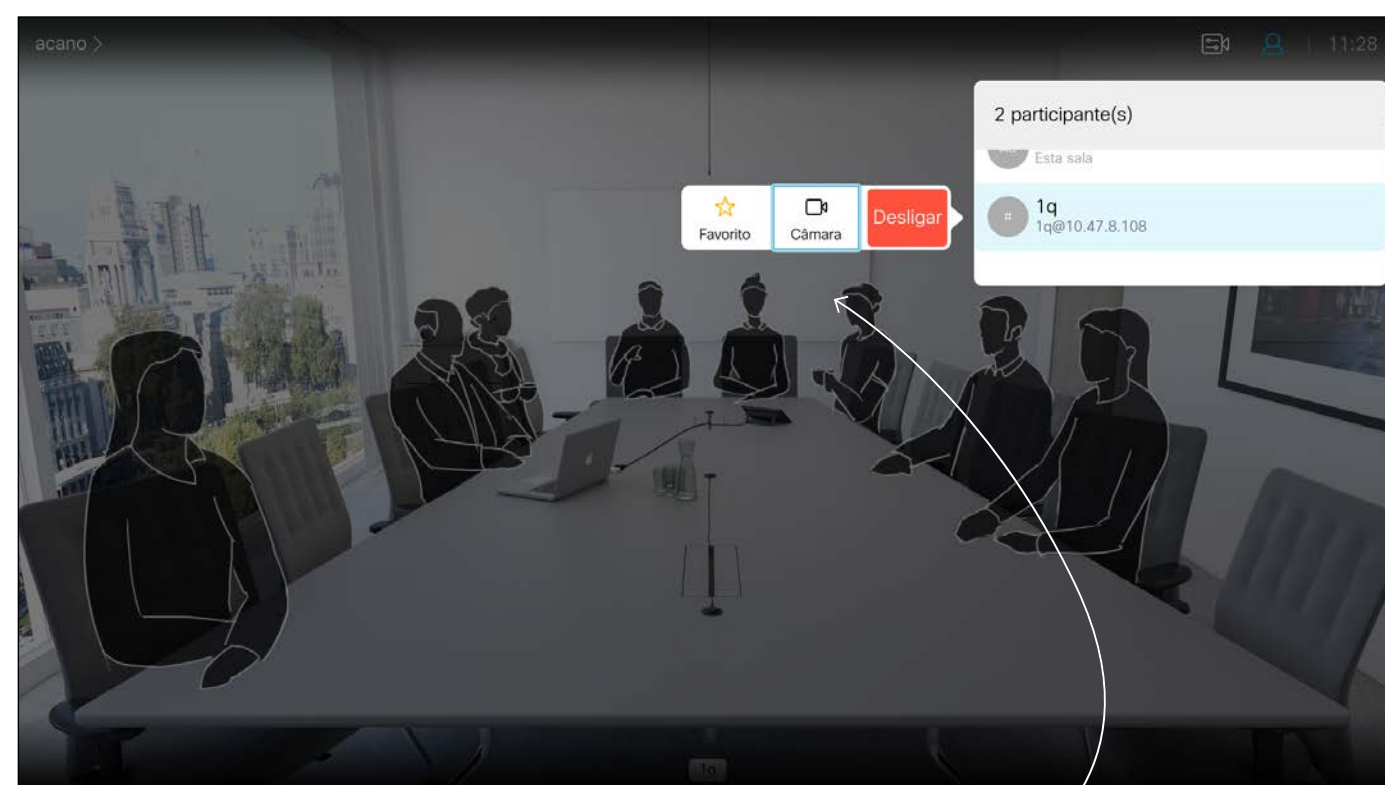 acano >
11:28
2 participante(s)
Esta sala
1q
1q@10.47.8.108
#
Favorito
Câmara
Desligar
1q